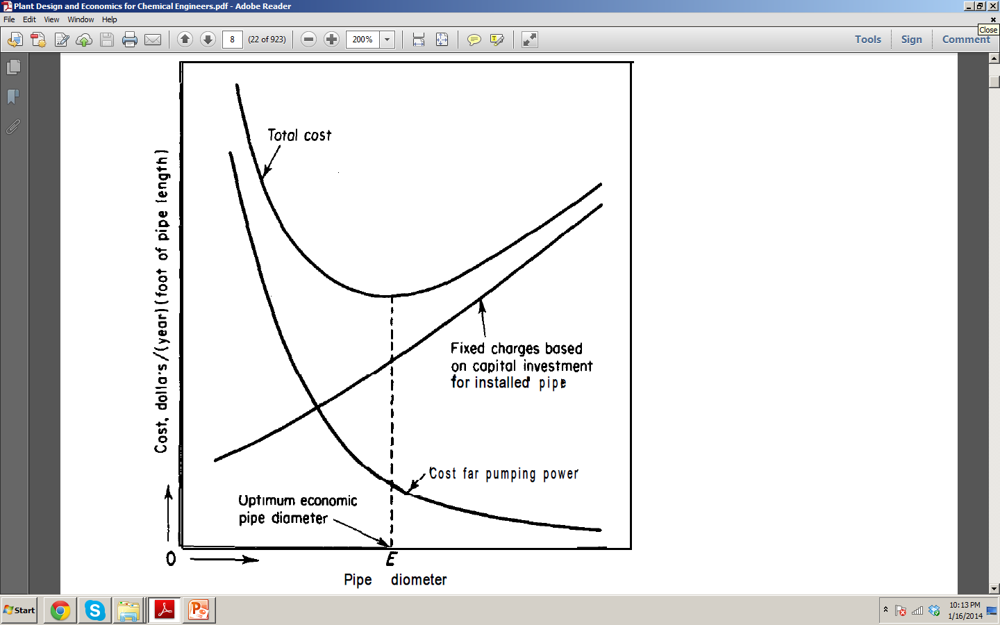 Plant Design and Economics for Chemical Engineers.pdf - Adobe Reader
File Edit View Window Help
Close
8 (22 of 923) 200% Tools Sign Comment
Total cost
Cost, dolla·s/(year)(foot of pipe length)
Fixed charges based
on capital investment
for installed pipe
Cost far pumping power
Optimum economic
pipe diameter
0 E
Pipe diometer
Start
10:13 PM
1/16/2014